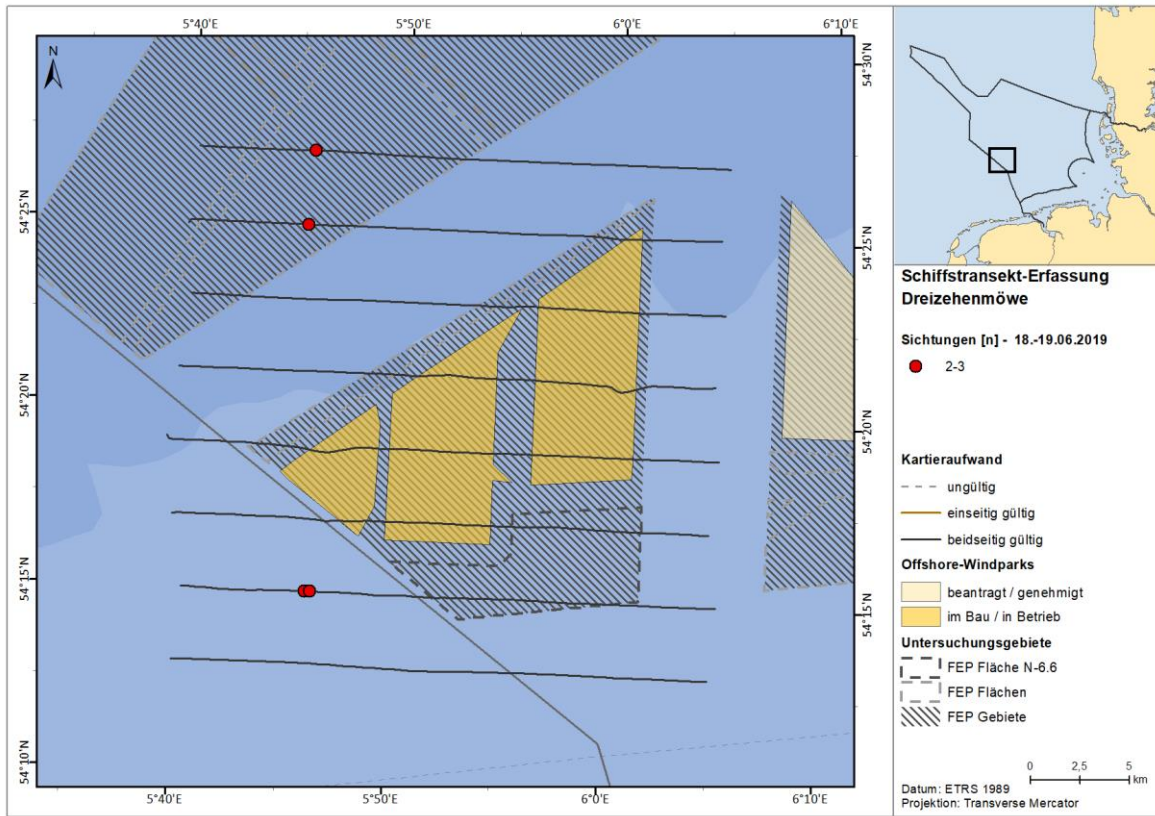 5°40'E 5°50'E 6°0'E 6°10'E
N
54°30'N
54°25'N
54°25'N
54°20'N
54°20'N
54°15'N
54°15'N
54°10'N
5°40'E 5°50'E 6°0'E 6°10'E
Schiffstransekt-Erfassung
Dreizehenmöwe
Sichtungen [n] - 18.-19.06.2019
2-3
Kartieraufwand
ungültig
einseitig gültig
beidseitig gültig
Offshore-Windparks
beantragt / genehmigt
im Bau / in Betrieb
Untersuchungsgebiete
FEP Fläche N-6.6
FEP Flächen
FEP Gebiete
0 2,5 5
km
Datum: ETRS 1989
Projektion: Transverse Mercator